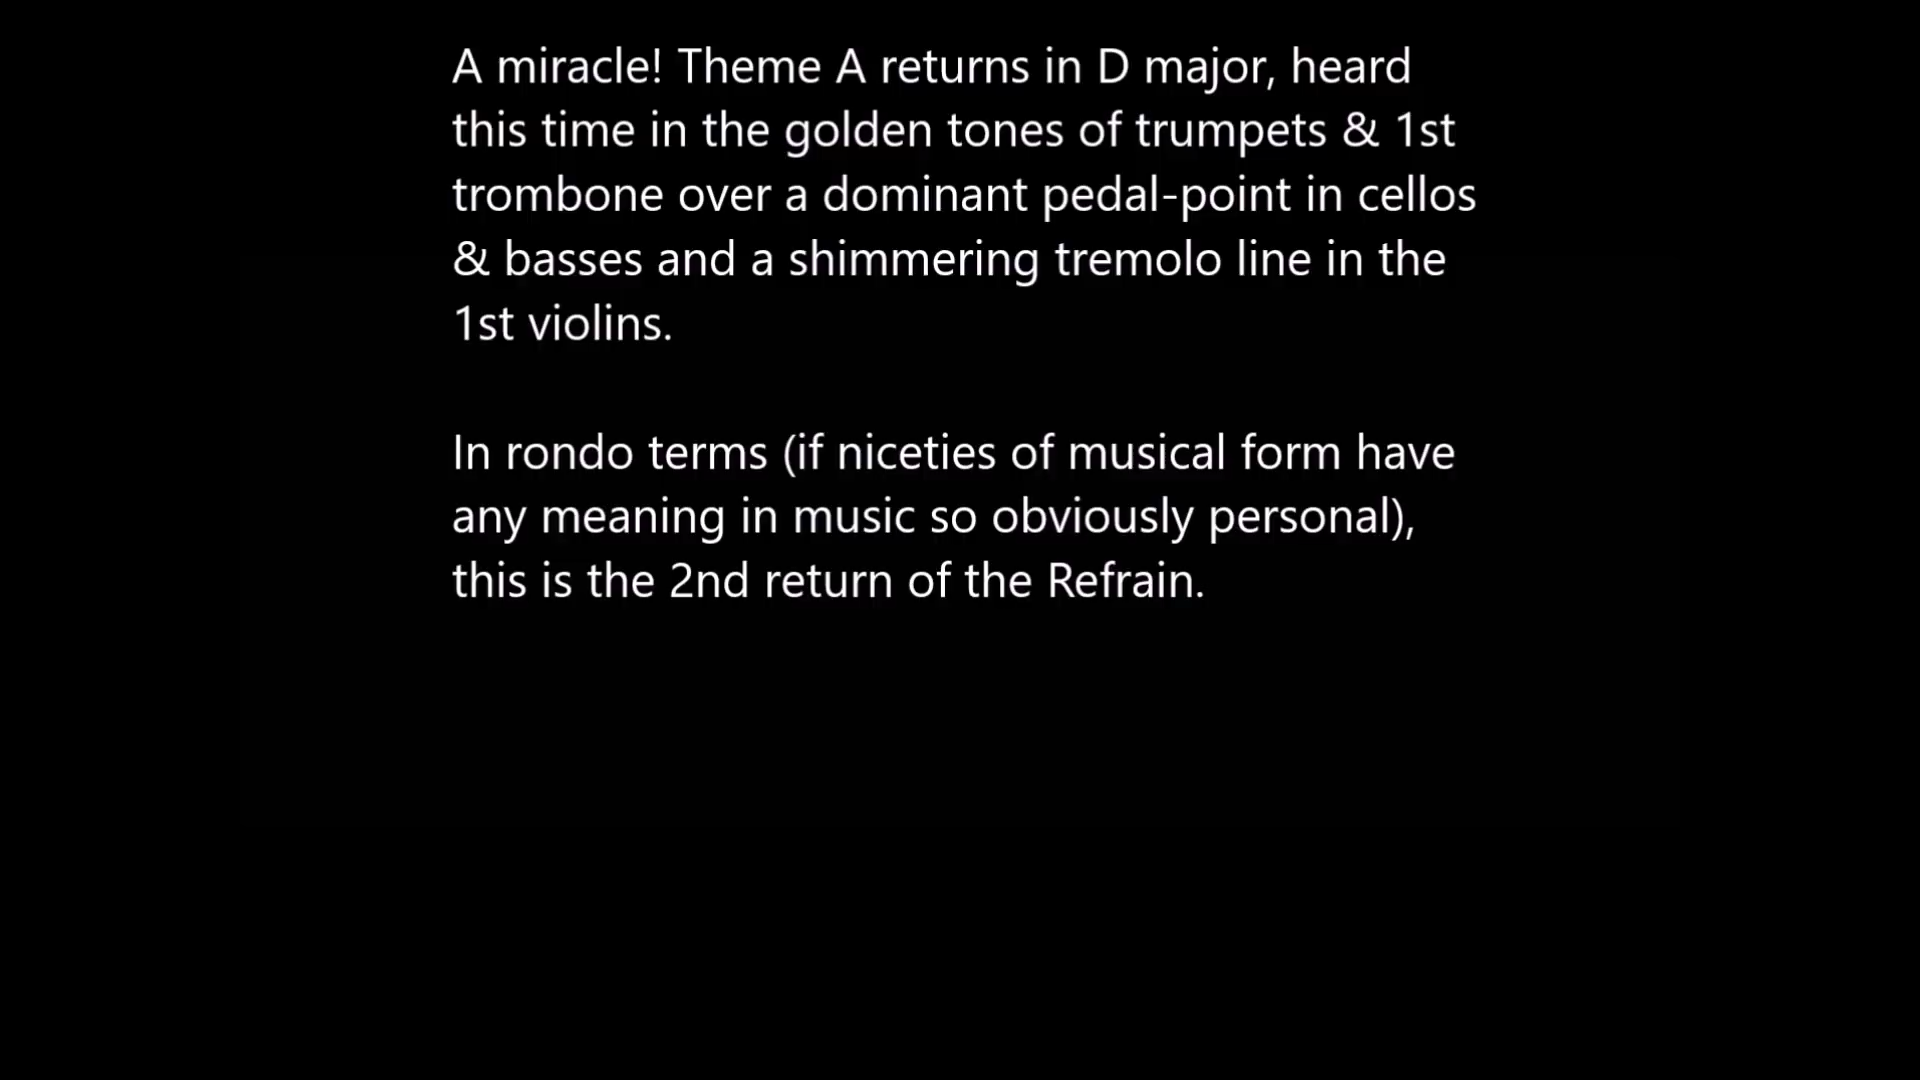 A miracle! Theme A returns in D major, heard
this time in the golden tones of trumpets & 1st
trombone over a dominant pedal-point in cellos
& basses and a shimmering tremolo line in the
1st violins.
In rondo terms (if niceties of musical form have
any meaning in music so obviously personal),
this is the 2nd return of the Refrain.